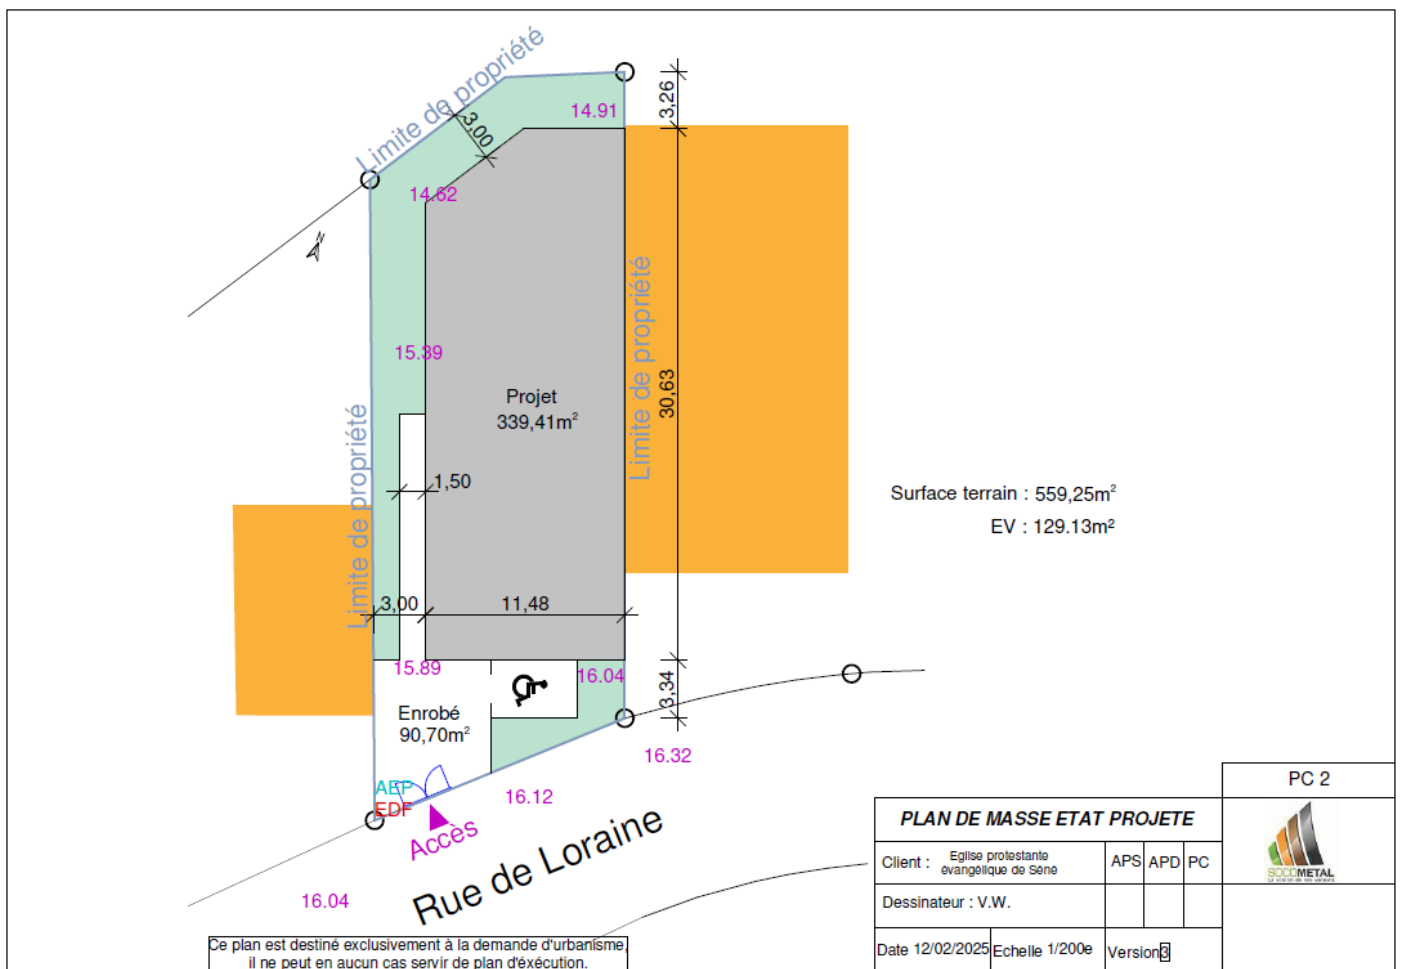 Limite de propriété
3,26
14.91
3,00
14.62
N
15.39
Limite de propriété
Projet
339,41m²
30,63
Limite de propriété
1,50
Surface terrain : 559,25m²
EV : 129.13m²
3,00
11,48
15.89
16.04
3,34
Enrobé
90,70m²
16.32
AEP
EDF
16.12
Accès
Rue de Loraine
16.04
Ce plan est destiné exclusivement à la demande d'urbanisme,
il ne peut en aucun cas servir de plan d'éxécution.
PC 2
PLAN DE MASSE ETAT PROJETE
Client : Eglise protestante
évangélique de Séné
APS APD PC
SOCOMETAL
Dessinateur : V.W.
Date 12/02/2025 Echelle 1/200e Version3